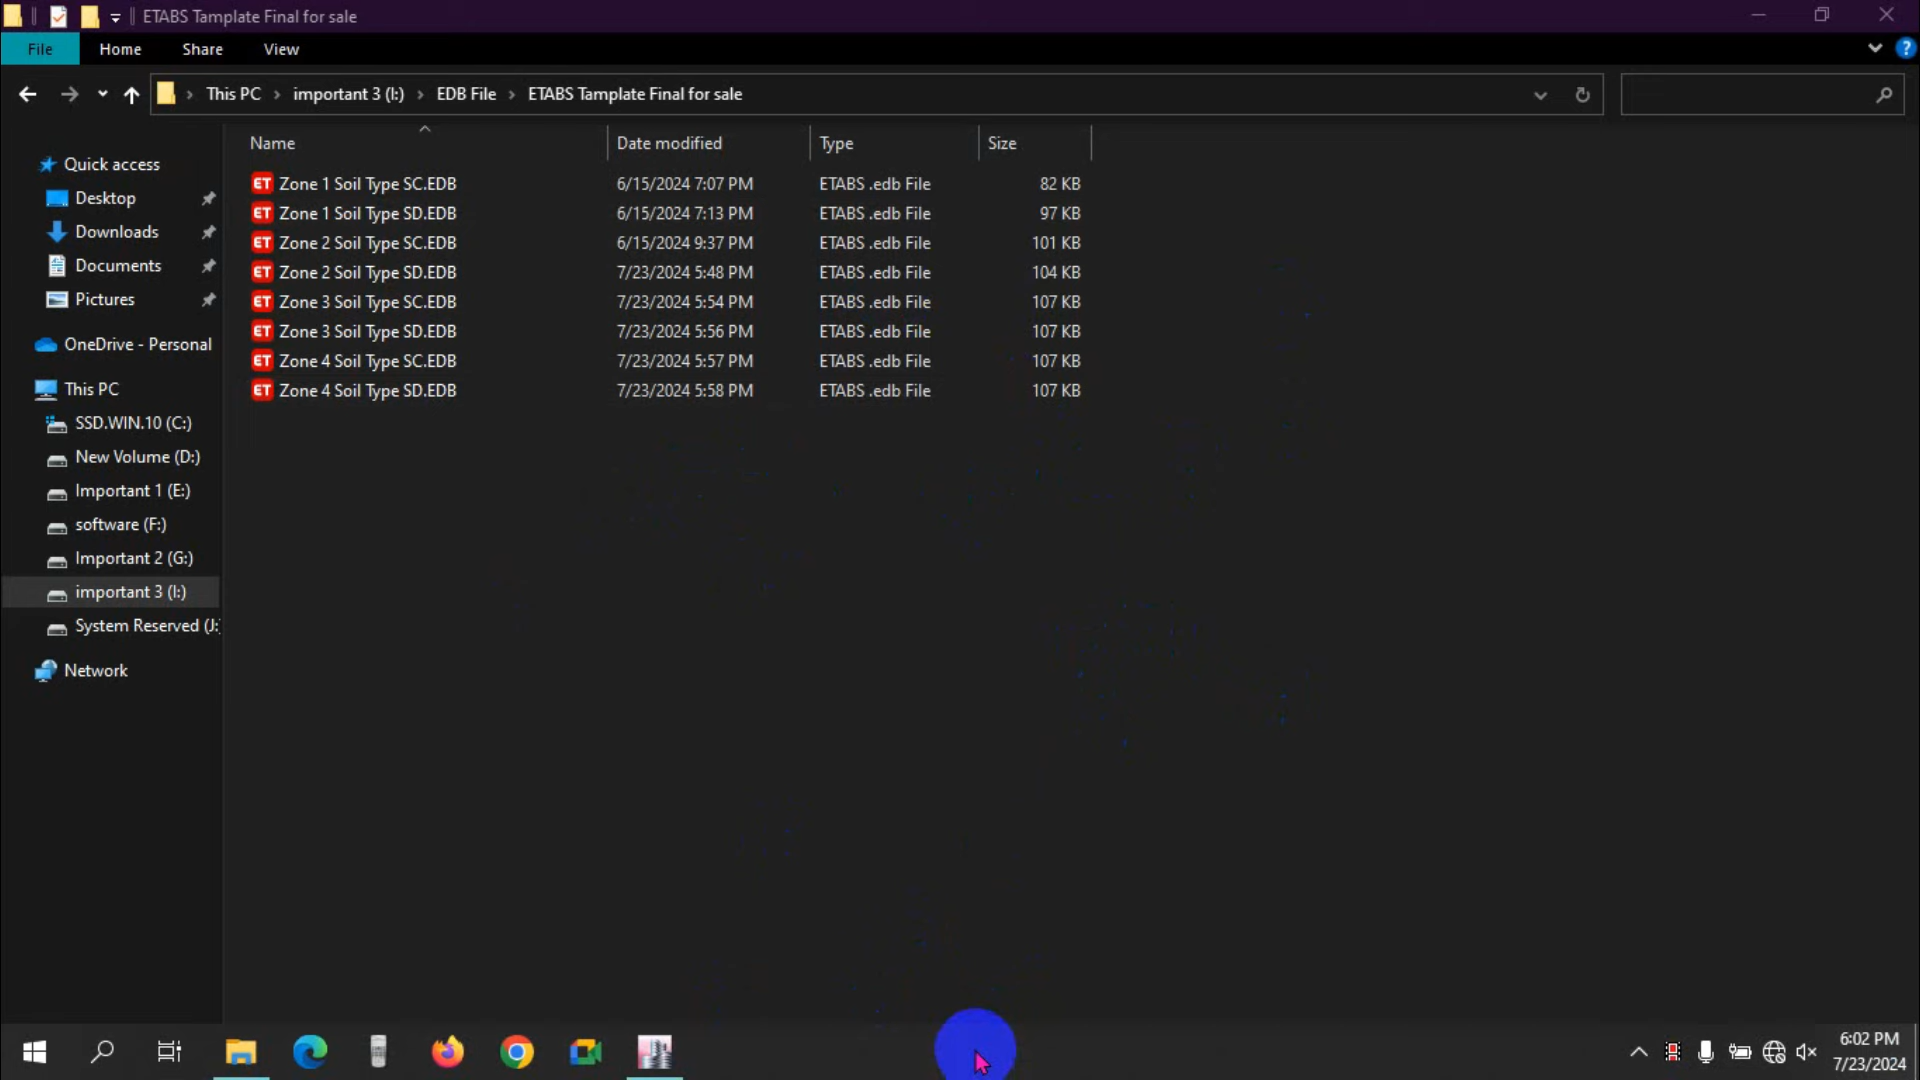 ETABS Tamplate Final for sale
File Home Share View
This PC > important 3 (I:) > EDB File > ETABS Tamplate Final for sale
Name Date modified Type Size
ET Zone 1 Soil Type SC.EDB 6/15/2024 7:07 PM ETABS .edb File 82 KB
ET Zone 1 Soil Type SD.EDB 6/15/2024 7:13 PM ETABS .edb File 97 KB
ET Zone 2 Soil Type SC.EDB 6/15/2024 9:37 PM ETABS .edb File 101 KB
ET Zone 2 Soil Type SD.EDB 7/23/2024 5:48 PM ETABS .edb File 104 KB
ET Zone 3 Soil Type SC.EDB 7/23/2024 5:54 PM ETABS .edb File 107 KB
ET Zone 3 Soil Type SD.EDB 7/23/2024 5:56 PM ETABS .edb File 107 KB
ET Zone 4 Soil Type SC.EDB 7/23/2024 5:57 PM ETABS .edb File 107 KB
ET Zone 4 Soil Type SD.EDB 7/23/2024 5:58 PM ETABS .edb File 107 KB
Quick access
Desktop
Downloads
Documents
Pictures
OneDrive - Personal
This PC
SSD.WIN.10 (C:)
New Volume (D:)
Important 1 (E:)
software (F:)
Important 2 (G:)
important 3 (I:)
System Reserved (J:
Network
6:02 PM
7/23/2024